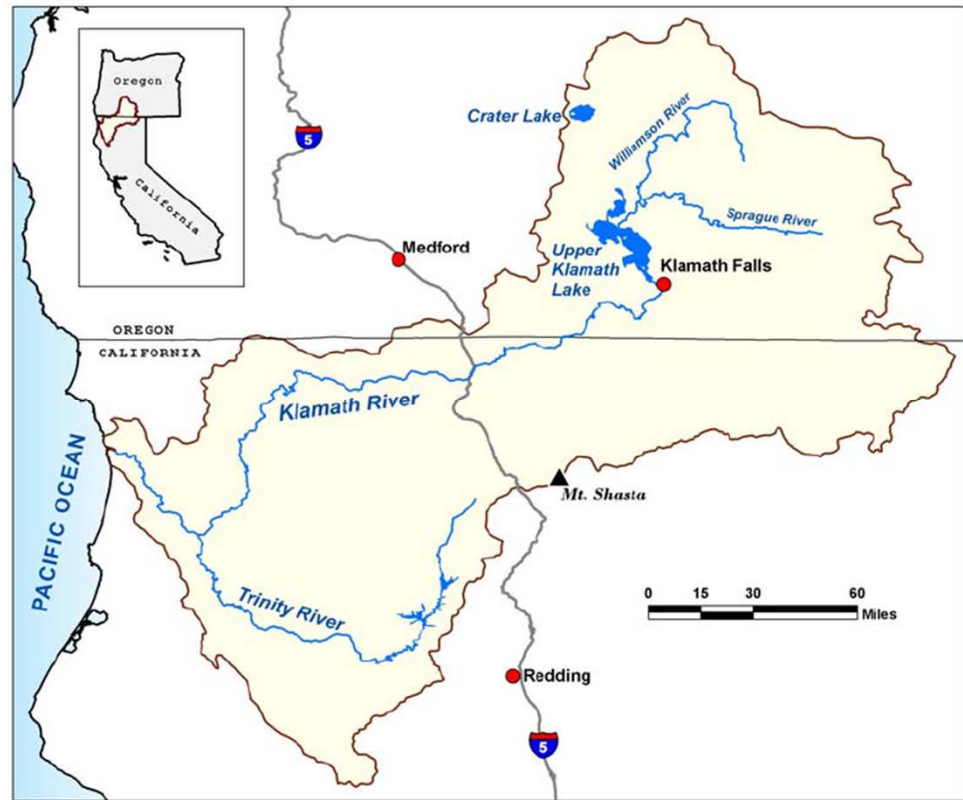 Oregon
California
5
Crater Lake
Williamson River
Sprague River
Medford
Upper
Klamath
Lake
Klamath Falls
OREGON
CALIFORNIA
Klamath River
PACIFIC OCEAN
Mt. Shasta
Trinity River
0 15 30 60
Miles
Redding
5